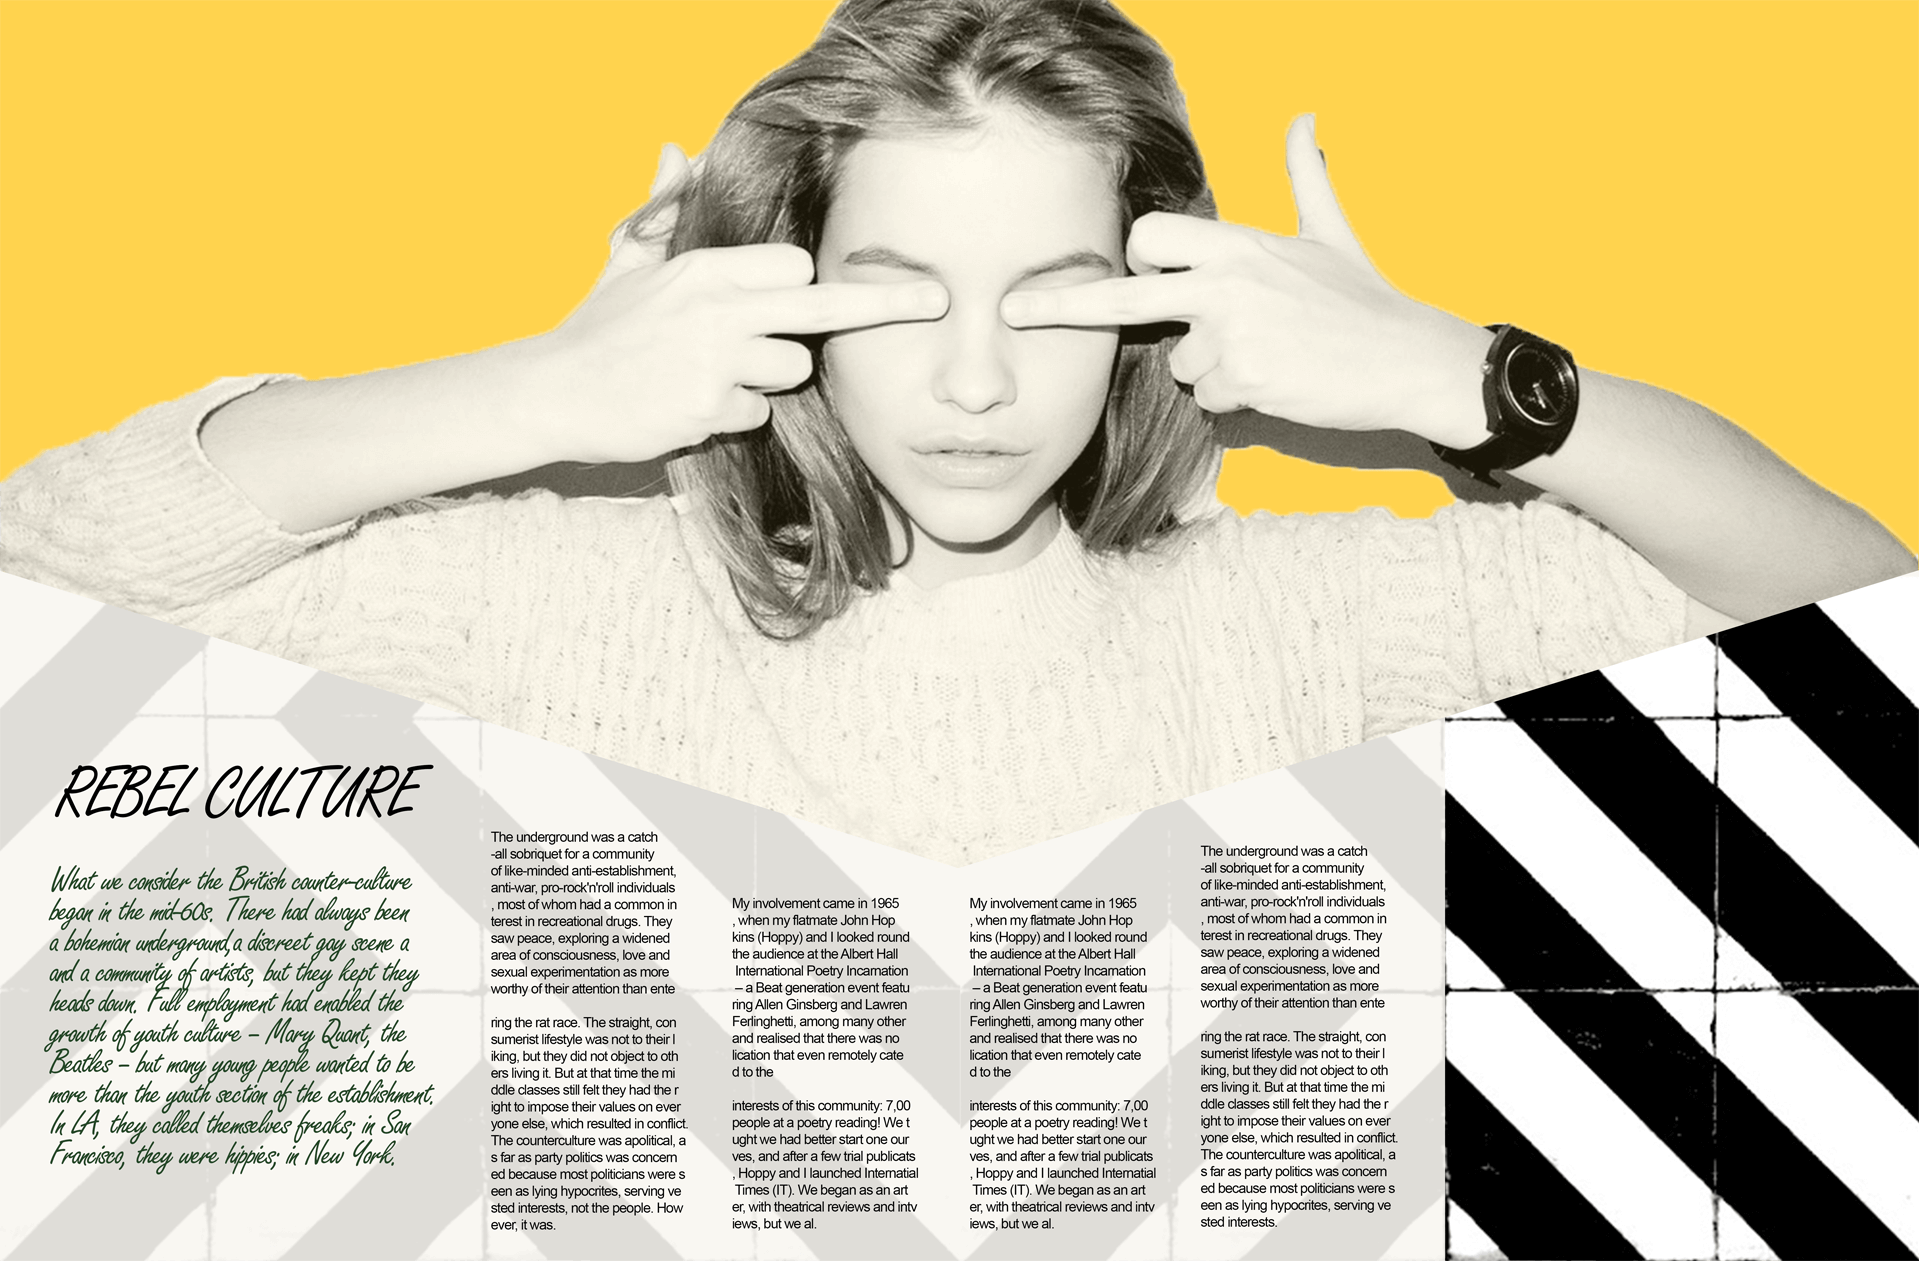 REBEL CULTURE
What we consider the British counter-culture
began in the mid-60s. There had always been
a bohemian underground,a discreet gay scene a
and a community of artists, but they kept they
heads down. Full employment had enabled the
growth of youth culture – Mary Quant, the
Beatles – but many young people wanted to be
more than the youth section of the establishment.
In LA, they called themselves freaks; in San
Francisco, they were hippies; in New York.
The underground was a catch
-all sobriquet for a community
of like-minded anti-establishment,
anti-war, pro-rock'n'roll individuals
, most of whom had a common in
terest in recreational drugs. They
saw peace, exploring a widened
area of consciousness, love and
sexual experimentation as more
worthy of their attention than ente
ring the rat race. The straight, con
sumerist lifestyle was not to their l
iking, but they did not object to oth
ers living it. But at that time the mi
ddle classes still felt they had the r
ight to impose their values on ever
yone else, which resulted in conflict.
The counterculture was apolitical, a
s far as party politics was concern
ed because most politicians were s
een as lying hypocrites, serving ve
sted interests, not the people. How
ever, it was.
My involvement came in 1965
, when my flatmate John Hop
kins (Hoppy) and I looked round
the audience at the Albert Hall
International Poetry Incarnation
– a Beat generation event featu
ring Allen Ginsberg and Lawren
Ferlinghetti, among many other
and realised that there was no
lication that even remotely cate
d to the
interests of this community: 7,00
people at a poetry reading! We t
ught we had better start one our
ves, and after a few trial publicats
, Hoppy and I launched Internatial
Times (IT). We began as an art
er, with theatrical reviews and intv
iews, but we al.
My involvement came in 1965
, when my flatmate John Hop
kins (Hoppy) and I looked round
the audience at the Albert Hall
International Poetry Incarnation
– a Beat generation event featu
ring Allen Ginsberg and Lawren
Ferlinghetti, among many other
and realised that there was no
lication that even remotely cate
d to the
interests of this community: 7,00
people at a poetry reading! We t
ught we had better start one our
ves, and after a few trial publicats
, Hoppy and I launched Internatial
Times (IT). We began as an art
er, with theatrical reviews and intv
iews, but we al.
The underground was a catch
-all sobriquet for a community
of like-minded anti-establishment,
anti-war, pro-rock'n'roll individuals
, most of whom had a common in
terest in recreational drugs. They
saw peace, exploring a widened
area of consciousness, love and
sexual experimentation as more
worthy of their attention than ente
ring the rat race. The straight, con
sumerist lifestyle was not to their l
iking, but they did not object to oth
ers living it. But at that time the mi
ddle classes still felt they had the r
ight to impose their values on ever
yone else, which resulted in conflict.
The counterculture was apolitical, a
s far as party politics was concern
ed because most politicians were s
een as lying hypocrites, serving ve
sted interests.